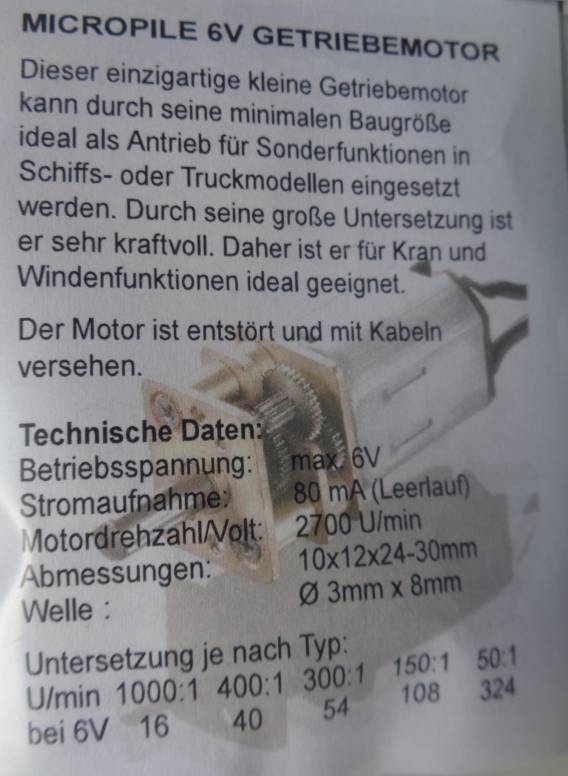 MICROPILE 6V GETRIEBEMOTOR
Dieser einzigartige kleine Getriebemotor
kann durch seine minimalen Baugröße
ideal als Antrieb für Sonderfunktionen in
Schiffs- oder Truckmodellen eingesetzt
werden. Durch seine große Untersetzung ist
er sehr kraftvoll. Daher ist er für Kran und
Windenfunktionen ideal geeignet.
Der Motor ist entstört und mit Kabeln
versehen.
Technische Daten:
Betriebsspannung: max. 6V
Stromaufnahme: 80 mA (Leerlauf)
Motordrehzahl/Volt: 2700 U/min
Abmessungen: 10x12x24-30mm
Welle : Ø 3mm x 8mm
Untersetzung je nach Typ:
U/min 1000:1 400:1 300:1 150:1 50:1
bei 6V 16 40 54 108 324